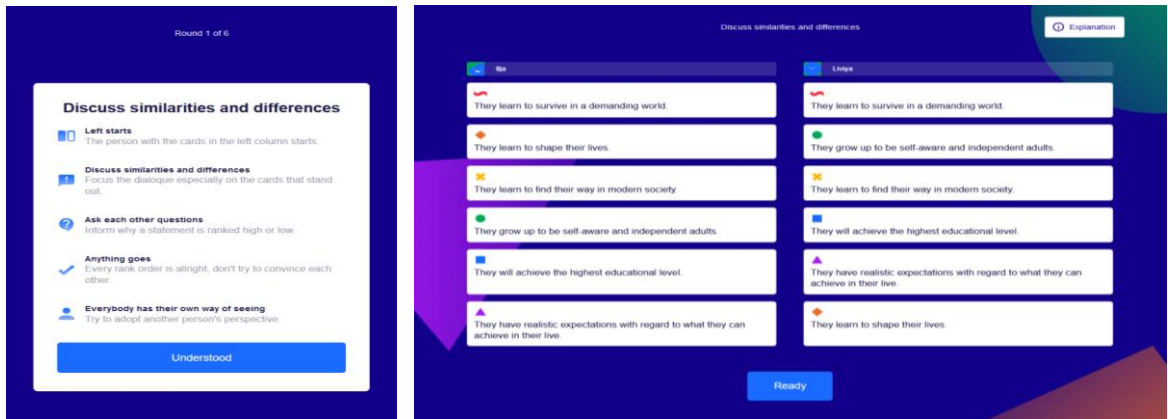 Round 1 of 6
Discuss similarities and differences
Left starts
The person with the cards in the left column starts.
Discuss similarities and differences
Focus the dialogue especially on the cards that stand
out.
Ask each other questions
Inform why a statement is ranked high or low.
Anything goes
Every rank order is allright, don't try to convince each
other.
Everybody has their own way of seeing
Try to adopt another person's perspective.
Understood
Discuss similarities and differences
Explanation
Ilja
They learn to survive in a demanding world.
They learn to shape their lives.
They learn to find their way in modern society.
They grow up to be self-aware and independent adults.
They will achieve the highest educational level.
They have realistic expectations with regard to what they can
achieve in their live.
Liviya
They learn to survive in a demanding world.
They grow up to be self-aware and independent adults.
They learn to find their way in modern society.
They will achieve the highest educational level.
They have realistic expectations with regard to what they can
achieve in their live.
They learn to shape their lives.
Ready